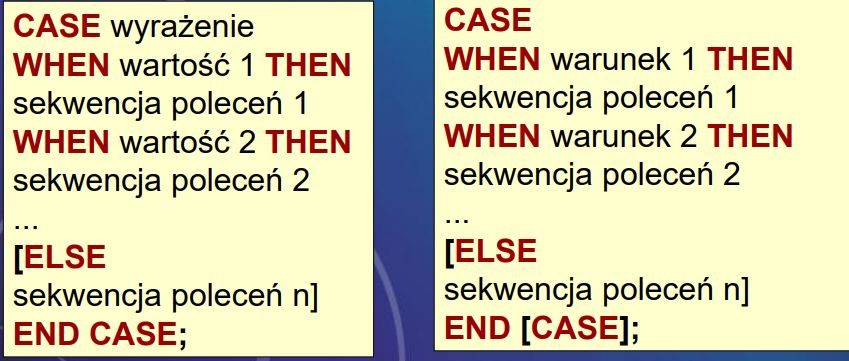 CASE wyrażenie
WHEN wartość 1 THEN
sekwencja poleceń 1
WHEN wartość 2 THEN
sekwencja poleceń 2
...
[ELSE
sekwencja poleceń n]
END CASE;
CASE
WHEN warunek 1 THEN
sekwencja poleceń 1
WHEN warunek 2 THEN
sekwencja poleceń 2
...
[ELSE
sekwencja poleceń n]
END [CASE];